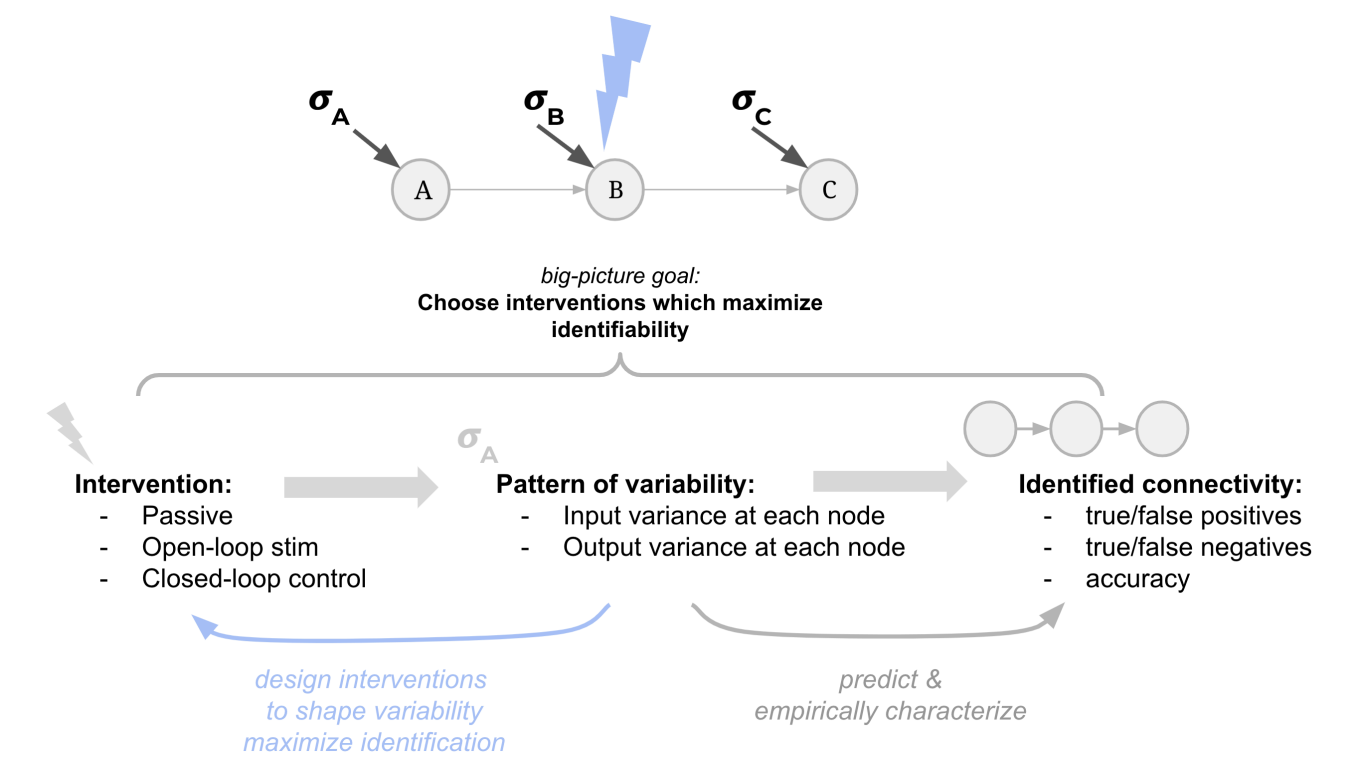 σA
σB
σC
A
B
C
big-picture goal:
Choose interventions which maximize
identifiability
σA
Intervention:
- Passive
- Open-loop stim
- Closed-loop control
Pattern of variability:
- Input variance at each node
- Output variance at each node
Identified connectivity:
- true/false positives
- true/false negatives
- accuracy
design interventions
to shape variability
maximize identification
predict &
empirically characterize